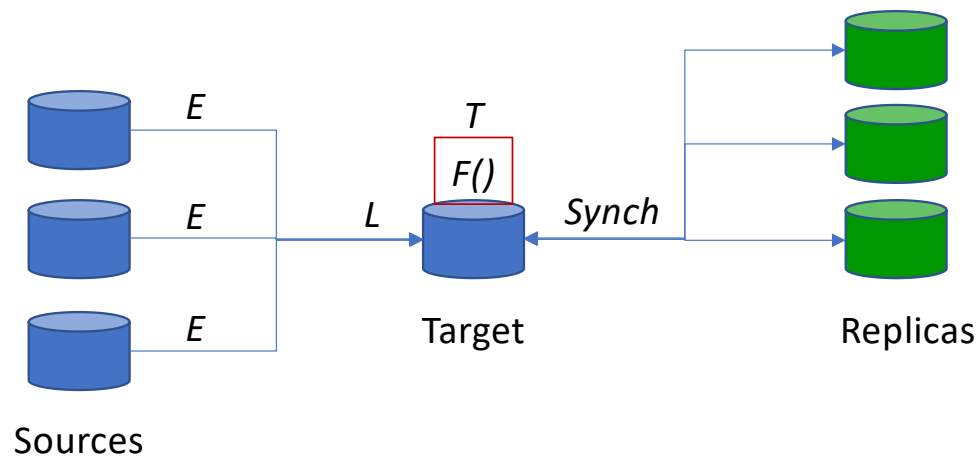 E
T
F()
E
L
Synch
E
Target
Replicas
Sources